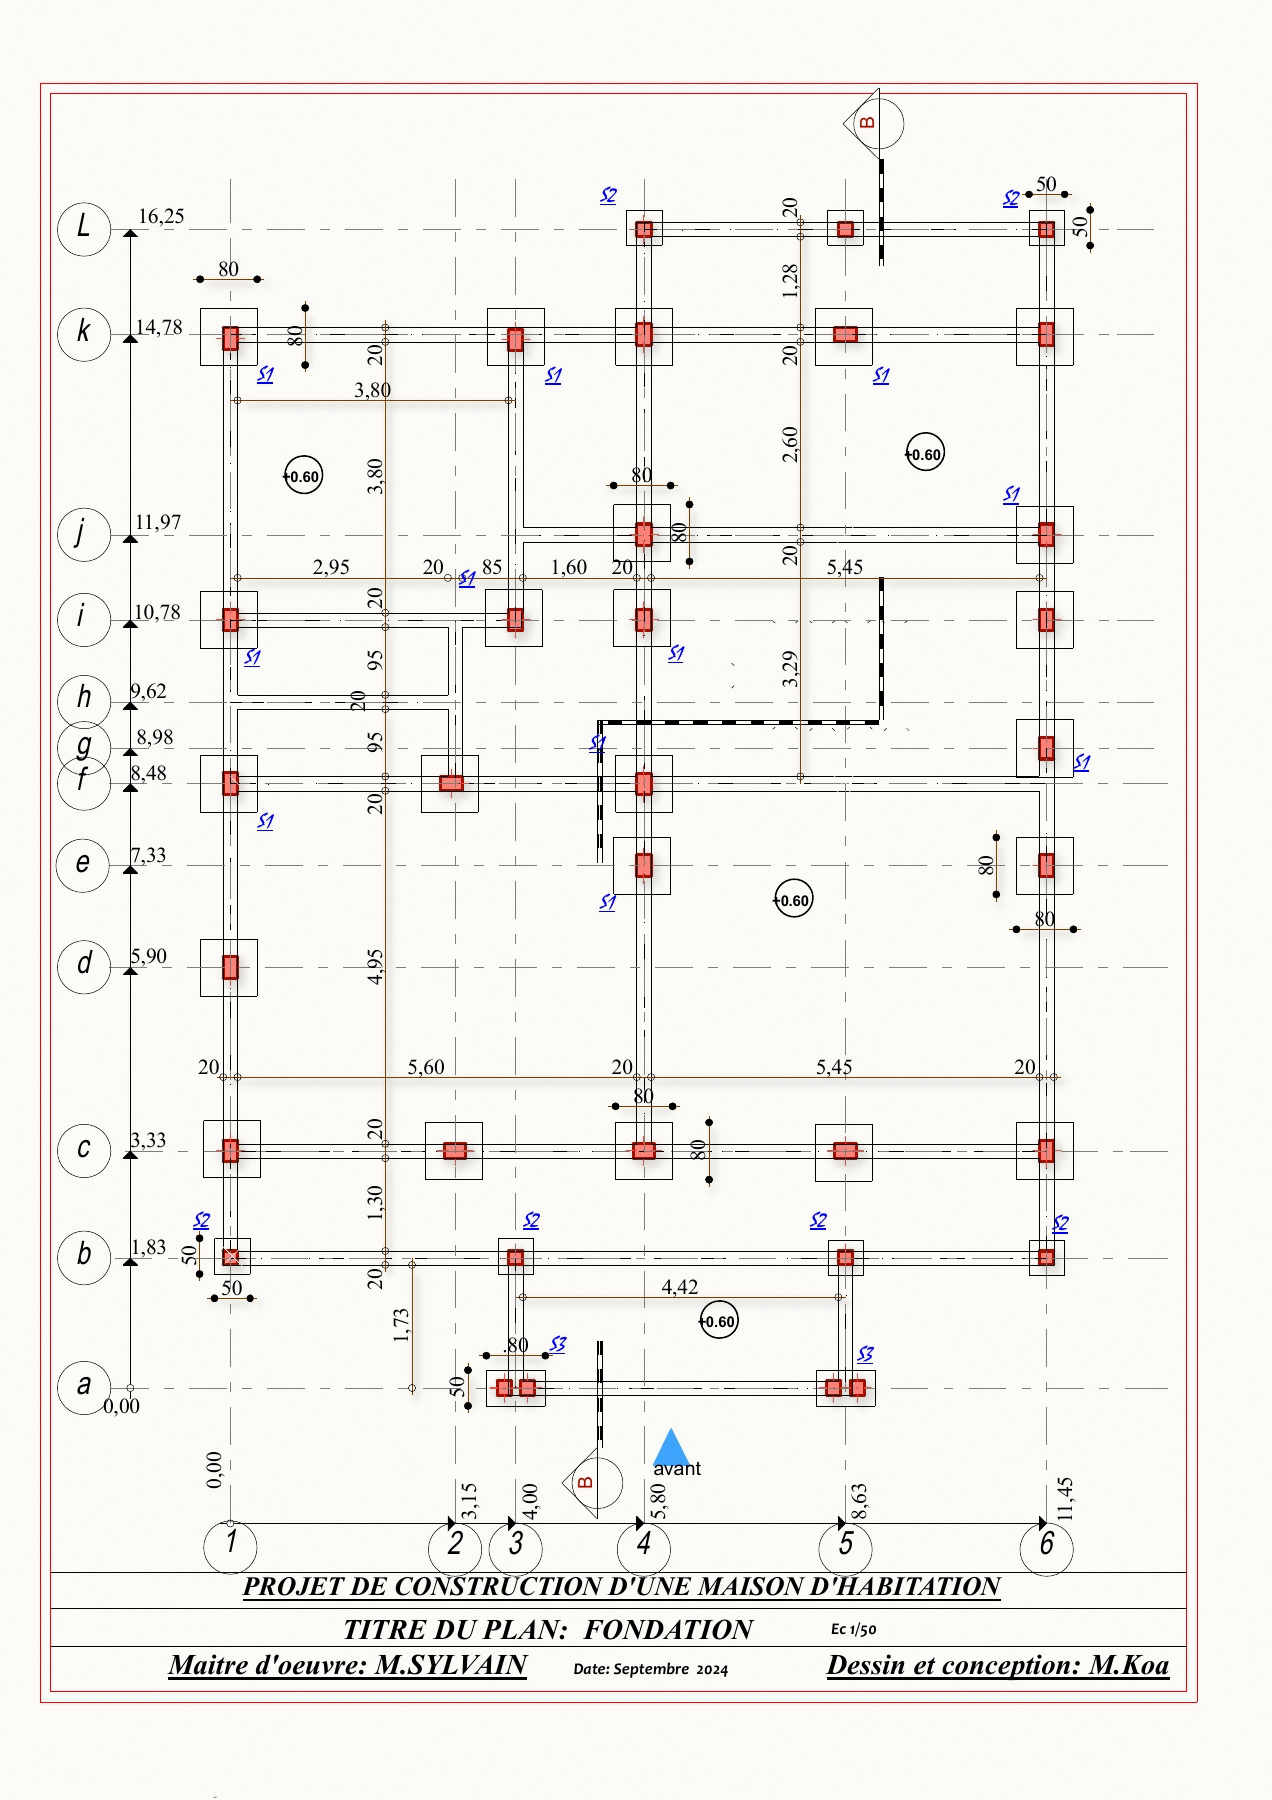 B
S2
S2
50
20
L
16,25
50
80
1,28
k
14,78
80
20
20
S1
S1
S1
3,80
2,60
+0.60
3,80
+0.60
80
S1
j
11,97
80
20
2,95
20
S1
85
1,60
20
5,45
i
10,78
20
S1
95
S1
3,29
h
9,62
20
g
8,98
95
S1
S1
f
8,48
20
S1
e
7,33
80
S1
+0.60
80
d
5,90
4,95
20
5,60
20
5,45
20
80
c
3,33
20
80
1,30
S2
S2
S2
S2
b
1,83
50
20
50
4,42
1,73
+0.60
.80
S3
S3
50
a
0,00
avant
0,00
B
3,15
4,00
5,80
8,63
11,45
1
2
3
4
5
6
PROJET DE CONSTRUCTION D'UNE MAISON D'HABITATION
TITRE DU PLAN: FONDATION Ec 1/50
Maitre d'oeuvre: M.SYLVAIN Date: Septembre 2024 Dessin et conception: M.Koa